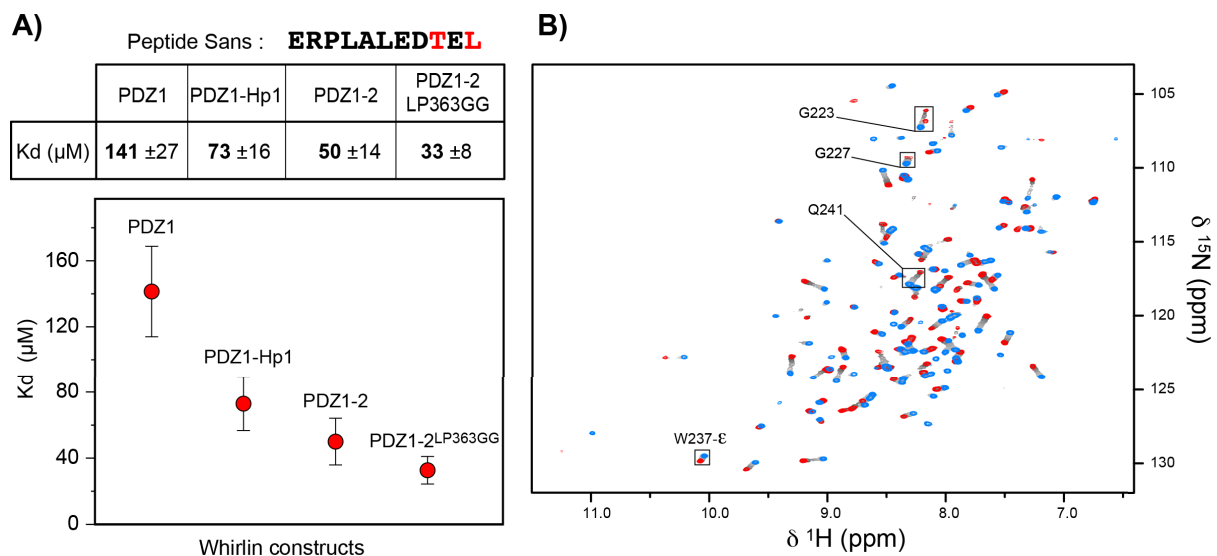 A)
Peptide Sans : ERPLALEDTEL
PDZ1 PDZ1-Hp1 PDZ1-2 PDZ1-2
LP363GG
Kd (µM) 141 ±27 73 ±16 50 ±14 33 ±8
Kd (µM)
160
120
80
40
0
PDZ1
PDZ1-Hp1
PDZ1-2
PDZ1-2LP363GG
Whirlin constructs
B)
G223
G227
Q241
W237-ε
105
110
115
120
125
130
δ 15N (ppm)
11.0 10.0 9.0 8.0 7.0
δ 1H (ppm)